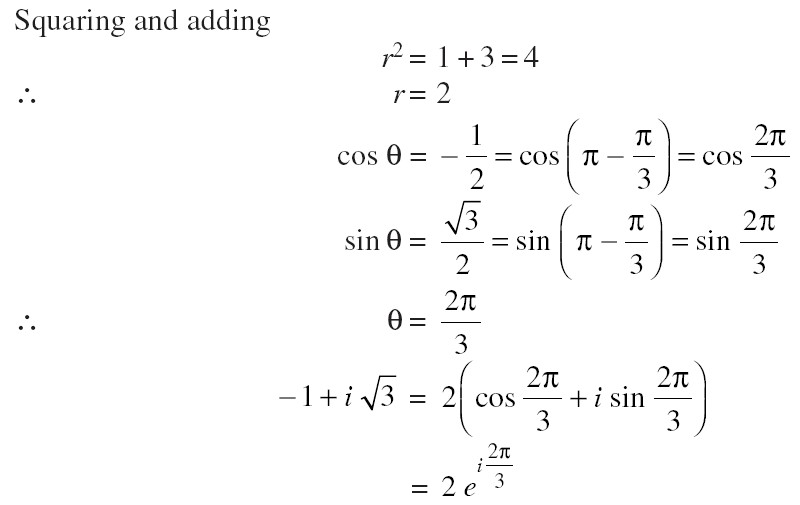 Squaring and adding
r² = 1 + 3 = 4
∴ r = 2
cos θ = − 1/2 = cos (π − π/3) = cos 2π/3
sin θ = √3/2 = sin (π − π/3) = sin 2π/3
∴ θ = 2π/3
− 1 + i √3 = 2(cos 2π/3 + i sin 2π/3)
= 2 e^(i 2π/3)